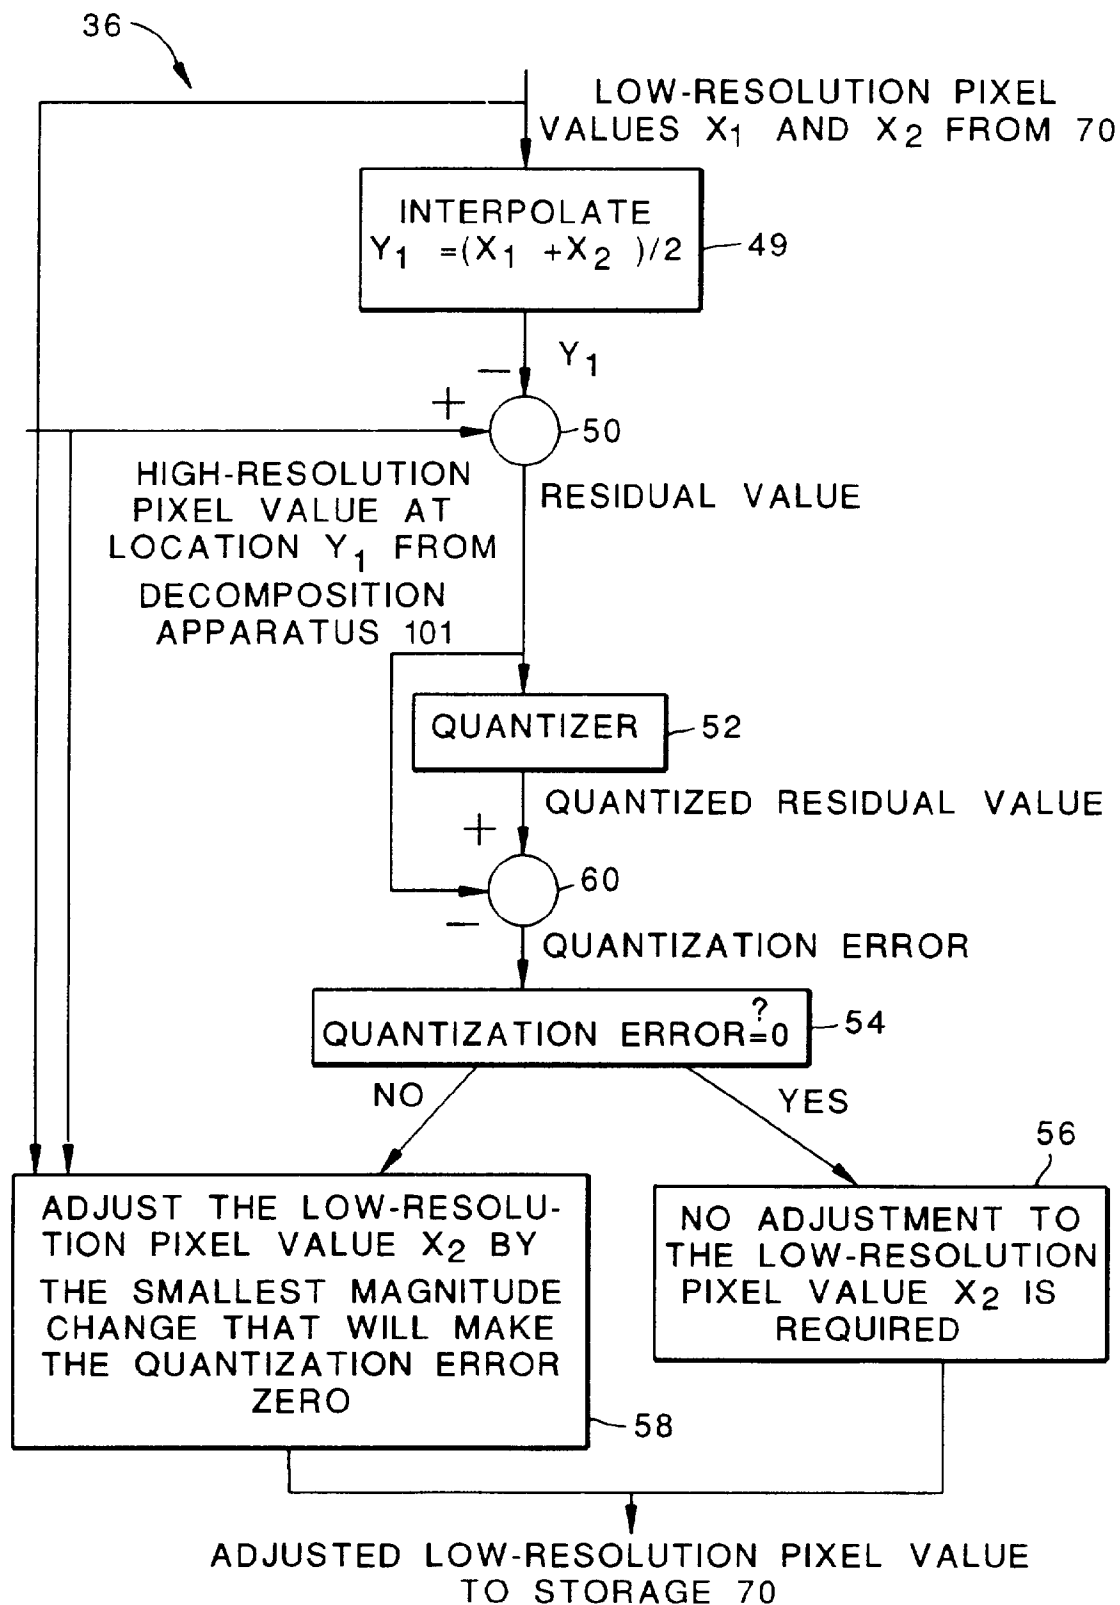 36
LOW-RESOLUTION PIXEL
VALUES X1 AND X2 FROM 70
INTERPOLATE
Y1 =(X1 +X2 )/2
49
Y1
−
+
50
HIGH-RESOLUTION
PIXEL VALUE AT
LOCATION Y1 FROM
DECOMPOSITION
APPARATUS 101
RESIDUAL VALUE
QUANTIZER
52
QUANTIZED RESIDUAL VALUE
+
60
−
QUANTIZATION ERROR
?
QUANTIZATION ERROR=0
54
NO
YES
56
ADJUST THE LOW-RESOLU-
TION PIXEL VALUE X2 BY
THE SMALLEST MAGNITUDE
CHANGE THAT WILL MAKE
THE QUANTIZATION ERROR
ZERO
58
NO ADJUSTMENT TO
THE LOW-RESOLUTION
PIXEL VALUE X2 IS
REQUIRED
ADJUSTED LOW-RESOLUTION PIXEL VALUE
TO STORAGE 70